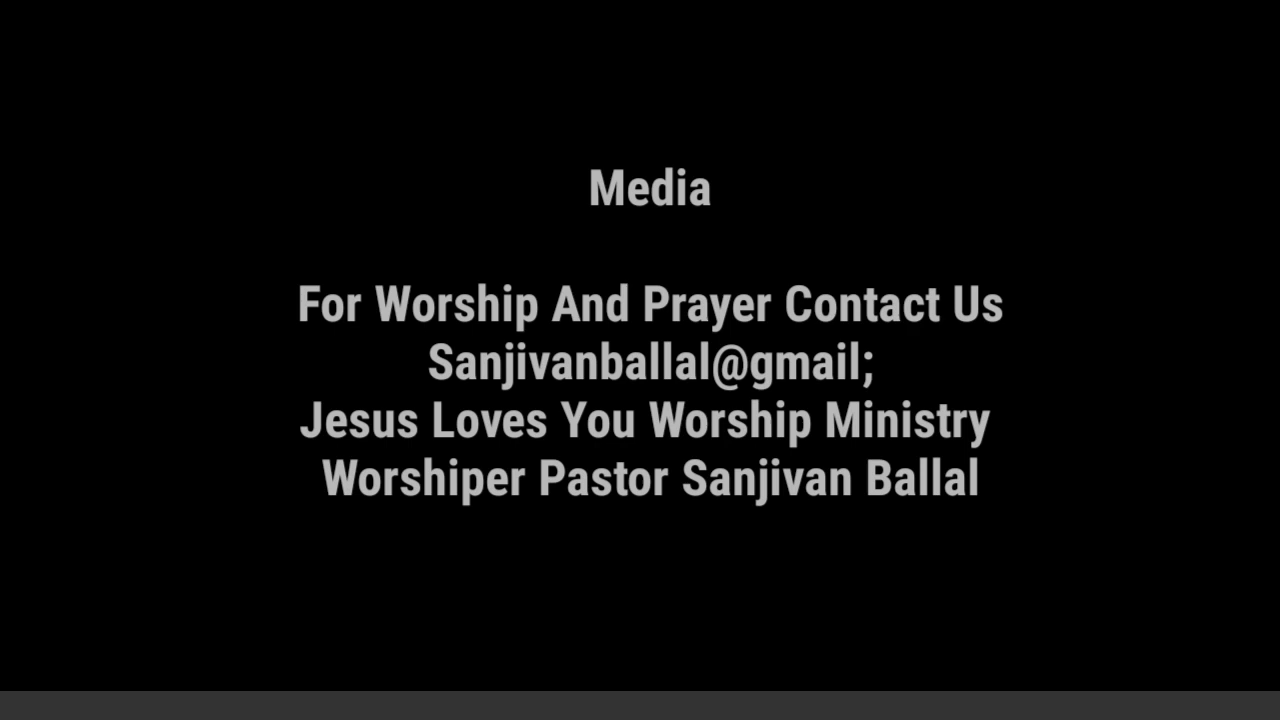 Media
For Worship And Prayer Contact Us
Sanjivanballal@gmail;
Jesus Loves You Worship Ministry
Worshiper Pastor Sanjivan Ballal